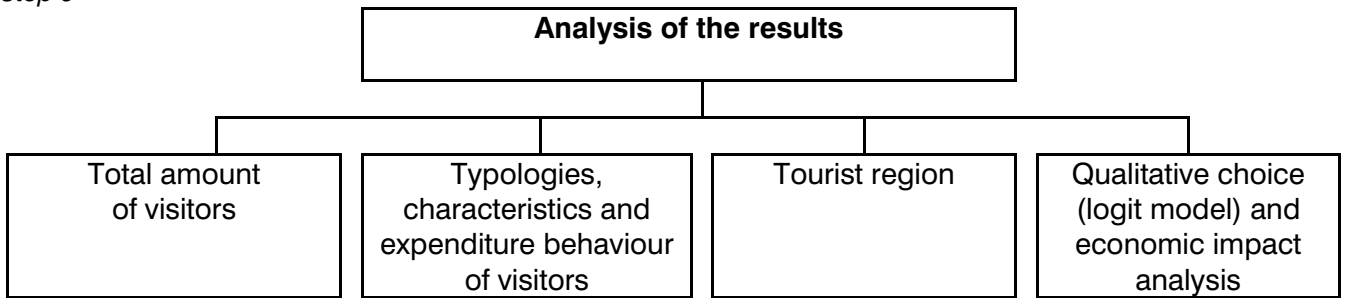 Analysis of the results
Total amount
of visitors
Typologies,
characteristics and
expenditure behaviour
of visitors
Tourist region
Qualitative choice
(logit model) and
economic impact
analysis